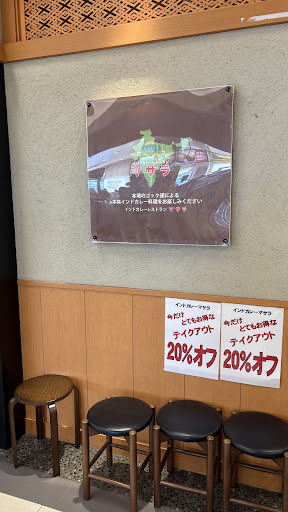 マサラ
本場のコック達による
本格インドカレー料理をお楽しみください
インドカレーレストラン マサラ
インドカレーマサラ
今だけ
とてもお得な
テイクアウト
20%オフ
インドカレーマサラ
今だけ
とてもお得な
テイクアウト
20%オフ